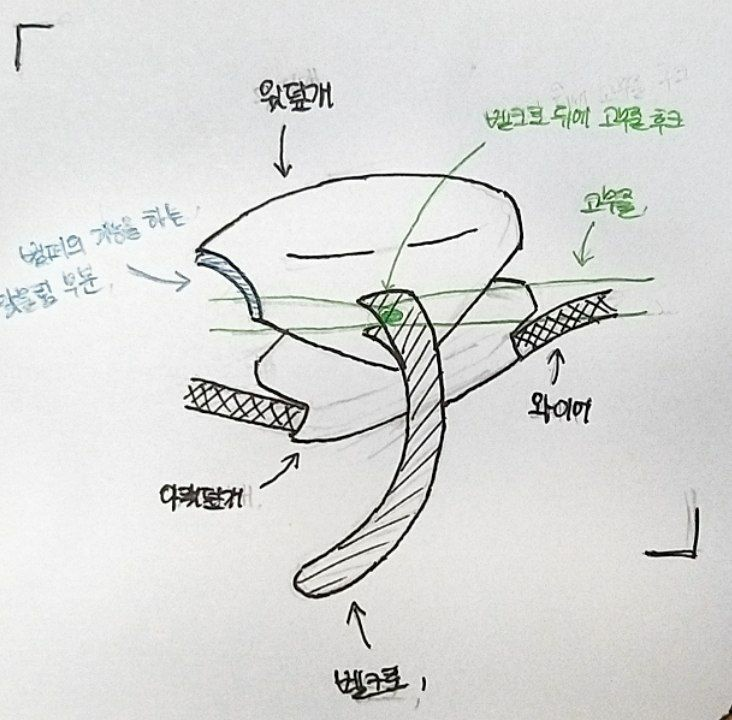 윗덮개
벨크로 뒤에 고무줄 후크
고무줄
범퍼의 기능을 하는
맞물림 부분
와이어
아랫덮개
벨크로